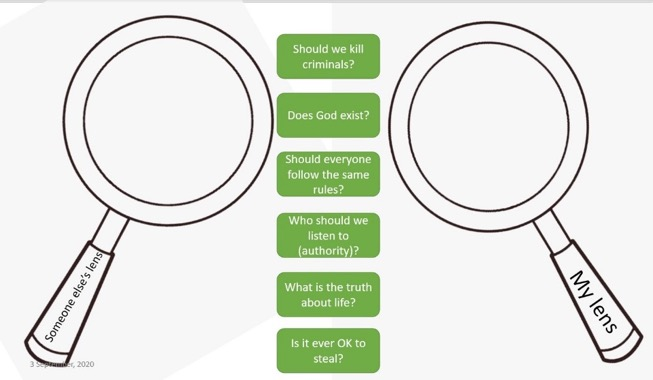 Should we kill
criminals?
Does God exist?
Should everyone
follow the same
rules?
Who should we
listen to
(authority)?
What is the truth
about life?
Is it ever OK to
steal?
Someone else's lens
My lens
3 September, 2020